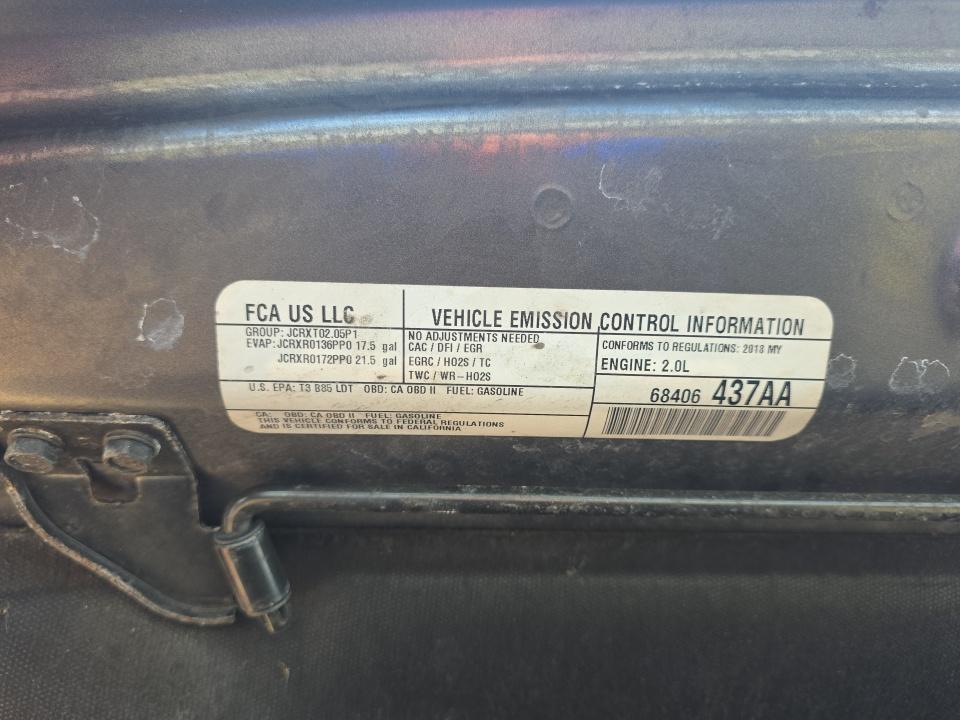 FCA US LLC
VEHICLE EMISSION CONTROL INFORMATION
GROUP: JCRXT02.05P1
EVAP: JCRXR0136PP0 17.5 gal
JCRXR0172PP0 21.5 gal
NO ADJUSTMENTS NEEDED
CAC / DFI / EGR
EGRC / HO2S / TC
TWC / WR-HO2S
CONFORMS TO REGULATIONS: 2018 MY
ENGINE: 2.0L
U.S. EPA: T3 B85 LDT OBD: CA OBD II FUEL: GASOLINE
68406 437AA
CA: OBD: CA OBD II FUEL: GASOLINE
THIS VEHICLE CONFORMS TO FEDERAL REGULATIONS
AND IS CERTIFIED FOR SALE IN CALIFORNIA